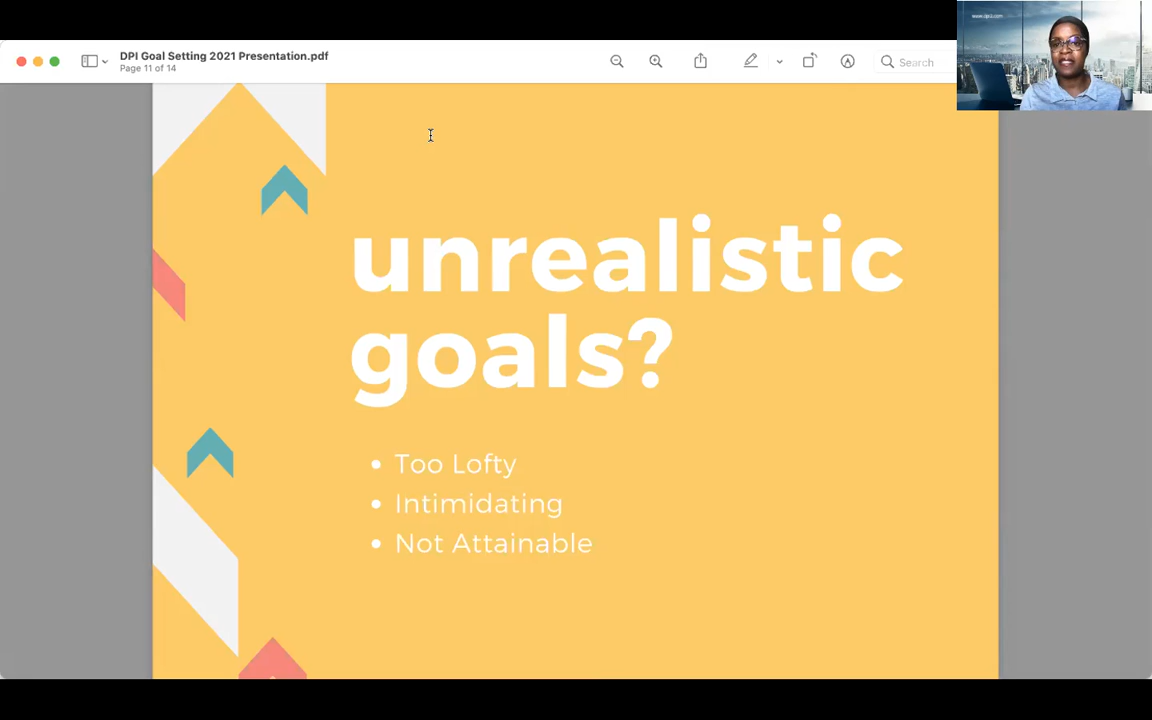 DPI Goal Setting 2021 Presentation.pdf
Page 11 of 14
Search
unrealistic
goals?
• Too Lofty
• Intimidating
• Not Attainable